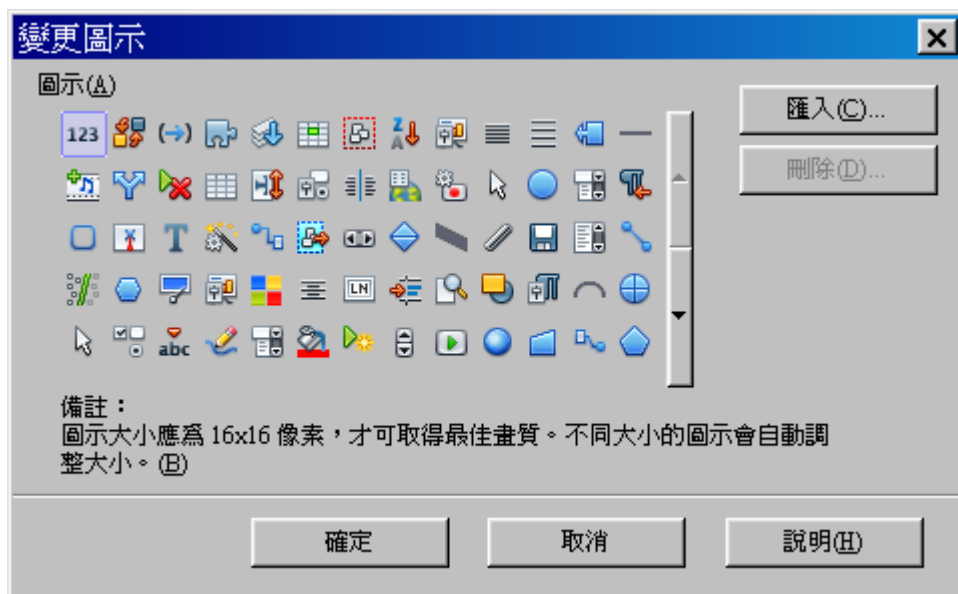 變更圖示
圖示(A)
匯入(C)...
刪除(D)...
123
Z
A
T
LN
abc
備註：
圖示大小應爲 16x16 像素，才可取得最佳畫質。不同大小的圖示會自動調
整大小。(B)
確定
取消
說明(H)